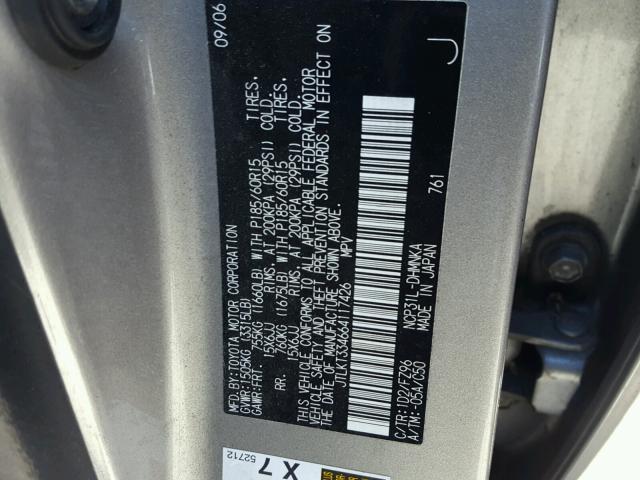 MFD.BY:TOYOTA MOTOR CORPORATION 09/06
GVWR:1505KG (3315LB)
GAWR:FRT. 755KG (1660LB) WITH P185/60R15 TIRES,
15X6JJ RIMS, AT 200KPA (29PSI) COLD.
RR. 760KG (1675LB) WITH P185/60R15 TIRES,
15X6JJ RIMS, AT 200KPA (29PSI) COLD.
THIS VEHICLE CONFORMS TO ALL APPLICABLE FEDERAL MOTOR
VEHICLE SAFETY AND THEFT PREVENTION STANDARDS IN EFFECT ON
THE DATE OF MANUFACTURE SHOWN ABOVE.
JTLKT334664117426 MPV
C/TR:1D2/FZ96 NCP31L-DHMNKA 761
A/TM:-05A/C50 MADE IN JAPAN
J
52712
X 7